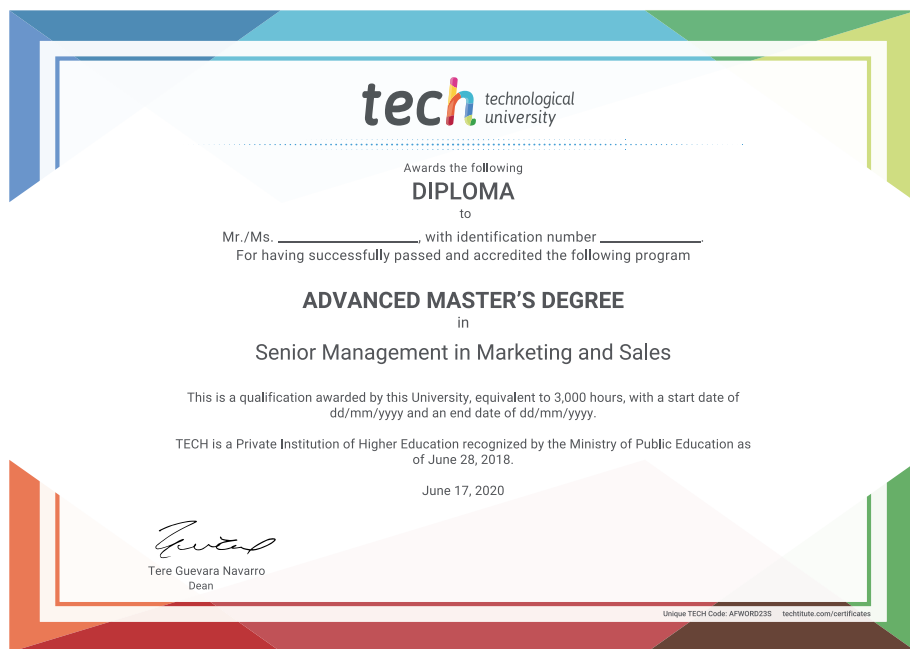 tech technological
university
Awards the following
DIPLOMA
to
Mr./Ms. ____________________, with identification number ______________.
For having successfully passed and accredited the following program
ADVANCED MASTER'S DEGREE
in
Senior Management in Marketing and Sales
This is a qualification awarded by this University, equivalent to 3,000 hours, with a start date of
dd/mm/yyyy and an end date of dd/mm/yyyy.
TECH is a Private Institution of Higher Education recognized by the Ministry of Public Education as
of June 28, 2018.
June 17, 2020
Tere Guevara Navarro
Dean
Unique TECH Code: AFWORD23S techtitute.com/certificates